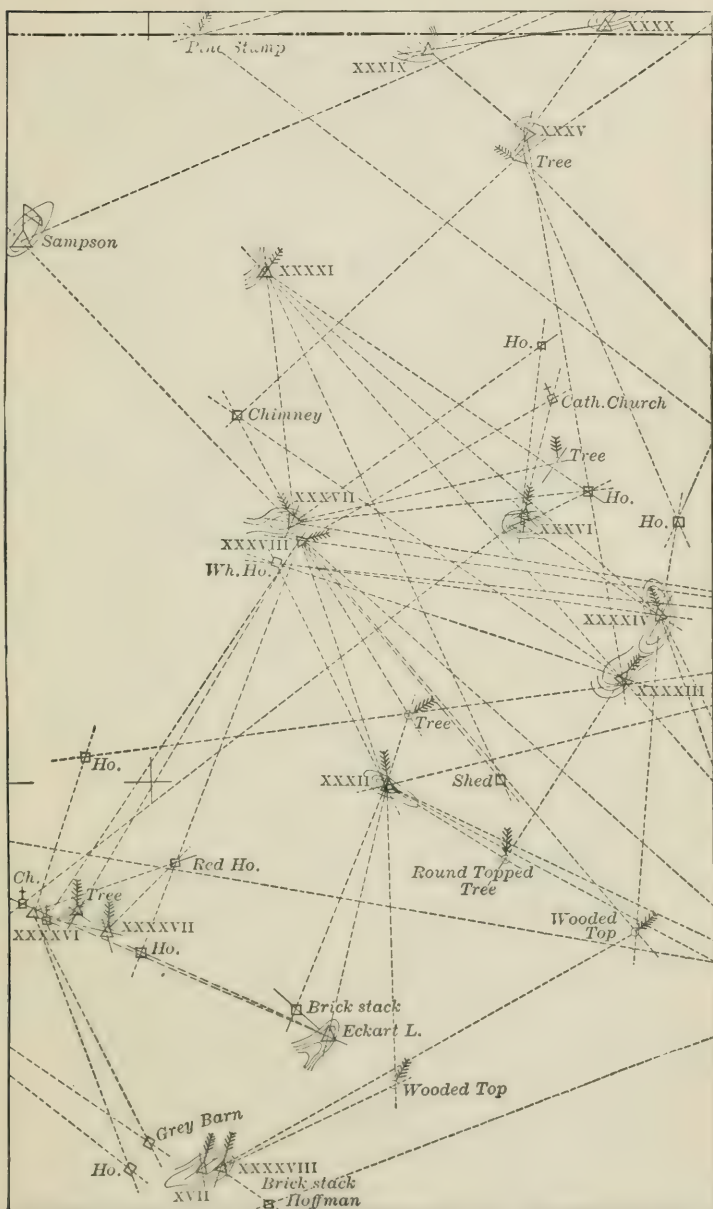 XXXX
Pine Stump
XXXIX
XXXV
Tree
Sampson
XXXXI
Ho.
Cath. Church
Chimney
Tree
XXXVII
Ho.
XXXVI
Ho.
XXXVIII
Wh. Ho.
XXXXIV
XXXXIII
Tree
Ho.
XXXII
Shed
Red Ho.
Round Topped
Tree
Ch.
Tree
XXXXVI
XXXXVII
Wooded
Top
Ho.
Brick stack
Eckart L.
Wooded Top
Grey Barn
Ho.
XXXXVIII
XVII
Brick stack
Hoffman